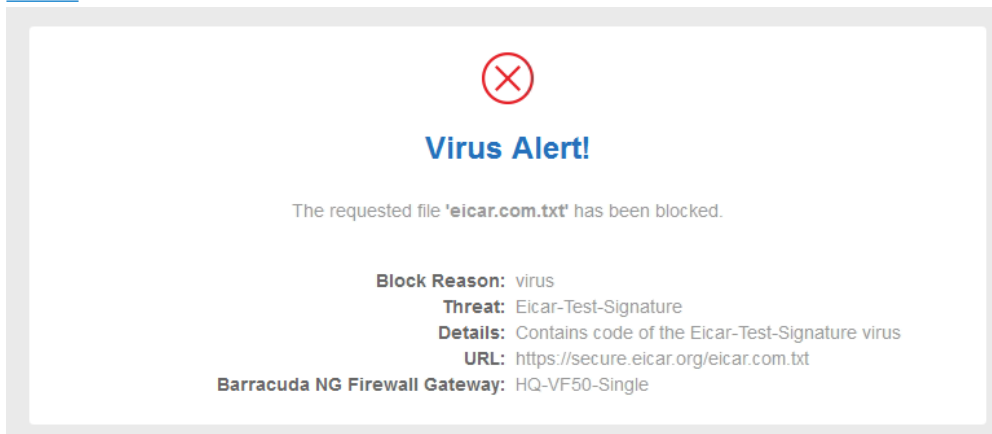 Virus Alert!
The requested file 'eicar.com.txt' has been blocked.
Block Reason: virus
Threat: Eicar-Test-Signature
Details: Contains code of the Eicar-Test-Signature virus
URL: https://secure.eicar.org/eicar.com.txt
Barracuda NG Firewall Gateway: HQ-VF50-Single